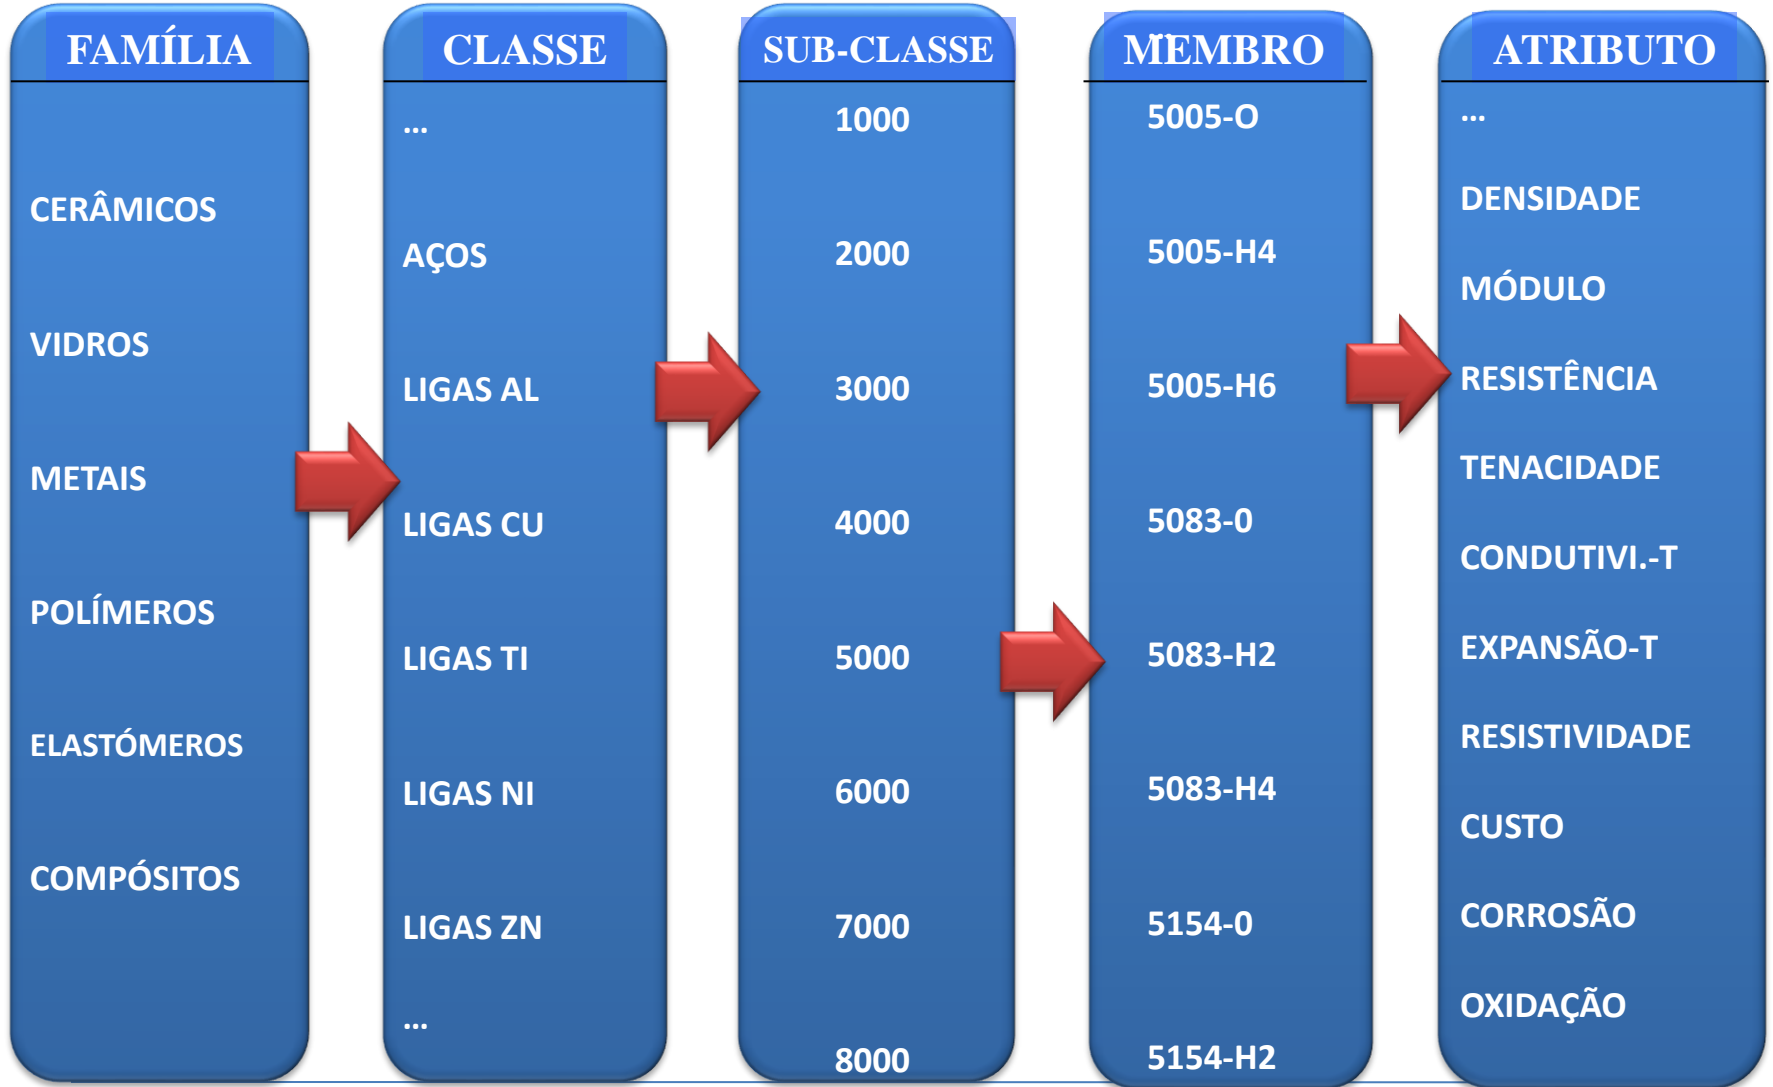 FAMÍLIA
CERÂMICOS
VIDROS
METAIS
POLÍMEROS
ELASTÓMEROS
COMPÓSITOS
CLASSE
...
AÇOS
LIGAS AL
LIGAS CU
LIGAS TI
LIGAS NI
LIGAS ZN
...
SUB-CLASSE
1000
2000
3000
4000
5000
6000
7000
8000
MEMBRO
5005-O
5005-H4
5005-H6
5083-0
5083-H2
5083-H4
5154-0
5154-H2
ATRIBUTO
...
DENSIDADE
MÓDULO
RESISTÊNCIA
TENACIDADE
CONDUTIVI.-T
EXPANSÃO-T
RESISTIVIDADE
CUSTO
CORROSÃO
OXIDAÇÃO